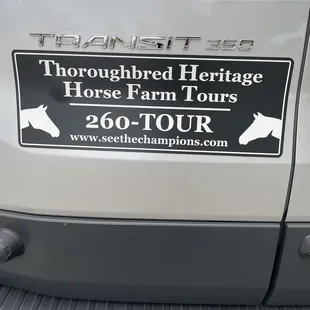 TRANSIT 350
Thoroughbred Heritage
Horse Farm Tours
260-TOUR
www.seethechampions.com